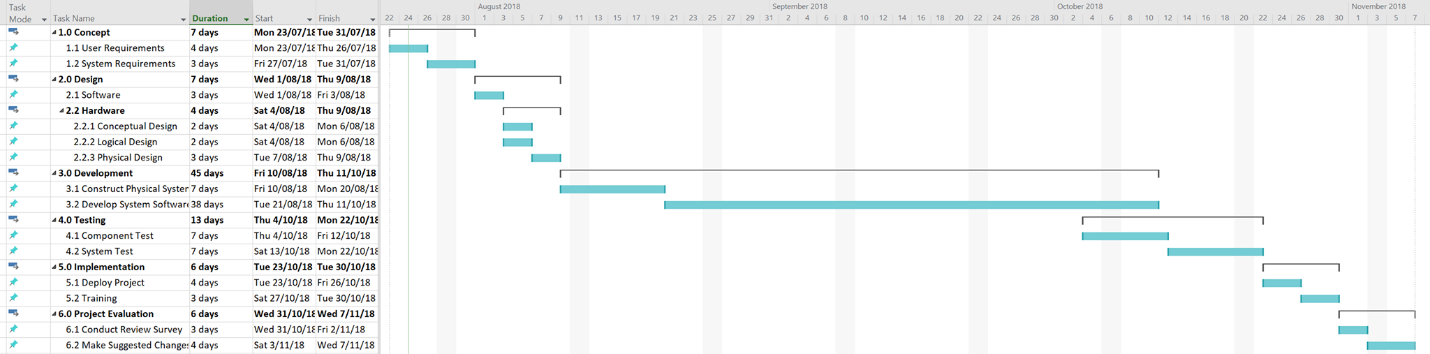 Task Mode Task Name Duration Start Finish
August 2018 September 2018 October 2018 November 2018
22 24 26 28 30 1 3 5 7 9 11 13 15 17 19 21 23 25 27 29 31 2 4 6 8 10 12 14 16 18 20 22 24 26 28 30 2 4 6 8 10 12 14 16 18 20 22 24 26 28 30 1 3 5 7
1.0 Concept 7 days Mon 23/07/18 Tue 31/07/18
1.1 User Requirements 4 days Mon 23/07/18 Thu 26/07/18
1.2 System Requirements 3 days Fri 27/07/18 Tue 31/07/18
2.0 Design 7 days Wed 1/08/18 Thu 9/08/18
2.1 Software 3 days Wed 1/08/18 Fri 3/08/18
2.2 Hardware 4 days Sat 4/08/18 Thu 9/08/18
2.2.1 Conceptual Design 2 days Sat 4/08/18 Mon 6/08/18
2.2.2 Logical Design 2 days Sat 4/08/18 Mon 6/08/18
2.2.3 Physical Design 3 days Tue 7/08/18 Thu 9/08/18
3.0 Development 45 days Fri 10/08/18 Thu 11/10/18
3.1 Construct Physical System 7 days Fri 10/08/18 Mon 20/08/18
3.2 Develop System Software 38 days Tue 21/08/18 Thu 11/10/18
4.0 Testing 13 days Thu 4/10/18 Mon 22/10/18
4.1 Component Test 7 days Thu 4/10/18 Fri 12/10/18
4.2 System Test 7 days Sat 13/10/18 Mon 22/10/18
5.0 Implementation 6 days Tue 23/10/18 Tue 30/10/18
5.1 Deploy Project 4 days Tue 23/10/18 Fri 26/10/18
5.2 Training 3 days Sat 27/10/18 Tue 30/10/18
6.0 Project Evaluation 6 days Wed 31/10/18 Wed 7/11/18
6.1 Conduct Review Survey 3 days Wed 31/10/18 Fri 2/11/18
6.2 Make Suggested Changes 4 days Sat 3/11/18 Wed 7/11/18